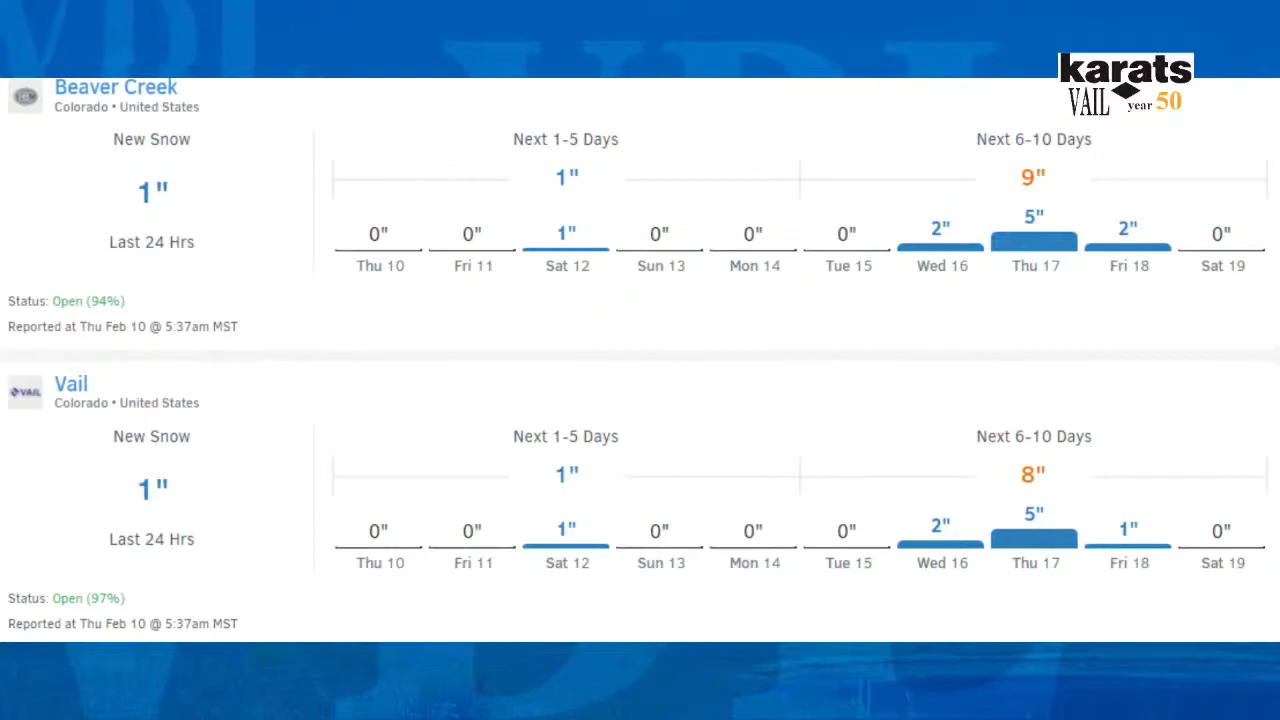 karats
VAIL year 50
Beaver Creek
Colorado • United States
New Snow
1"
Last 24 Hrs
Next 1-5 Days
1"
Next 6-10 Days
9"
0" 0" 1" 0" 0" 0" 2" 5" 2" 0"
Thu 10 Fri 11 Sat 12 Sun 13 Mon 14 Tue 15 Wed 16 Thu 17 Fri 18 Sat 19
Status: Open (94%)
Reported at Thu Feb 10 @ 5:37am MST
VAIL
Vail
Colorado • United States
New Snow
1"
Last 24 Hrs
Next 1-5 Days
1"
Next 6-10 Days
8"
0" 0" 1" 0" 0" 0" 2" 5" 1" 0"
Thu 10 Fri 11 Sat 12 Sun 13 Mon 14 Tue 15 Wed 16 Thu 17 Fri 18 Sat 19
Status: Open (97%)
Reported at Thu Feb 10 @ 5:37am MST